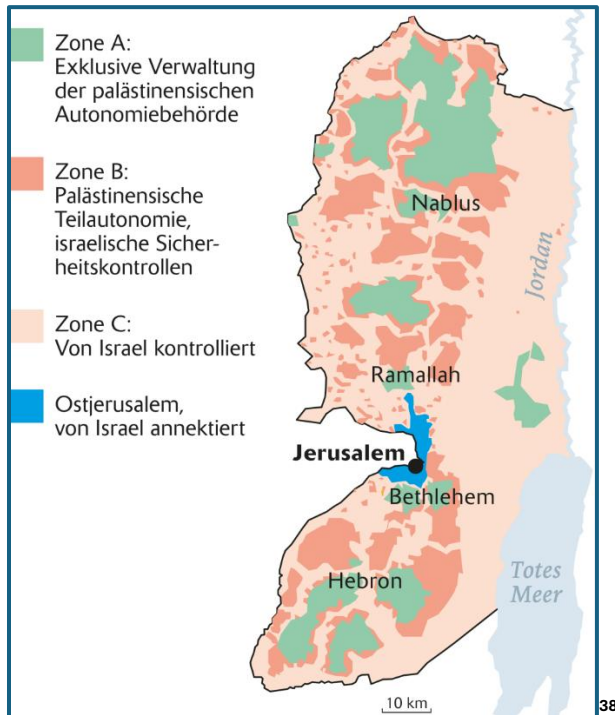 Zone A:
Exklusive Verwaltung
der palästinensischen
Autonomiebehörde
Zone B:
Palästinensische
Teilautonomie,
israelische Sicher-
heitskontrollen
Zone C:
Von Israel kontrolliert
Ostjerusalem,
von Israel annektiert
Nablus
Jordan
Ramallah
Jerusalem
Bethlehem
Hebron
Totes
Meer
10 km
38